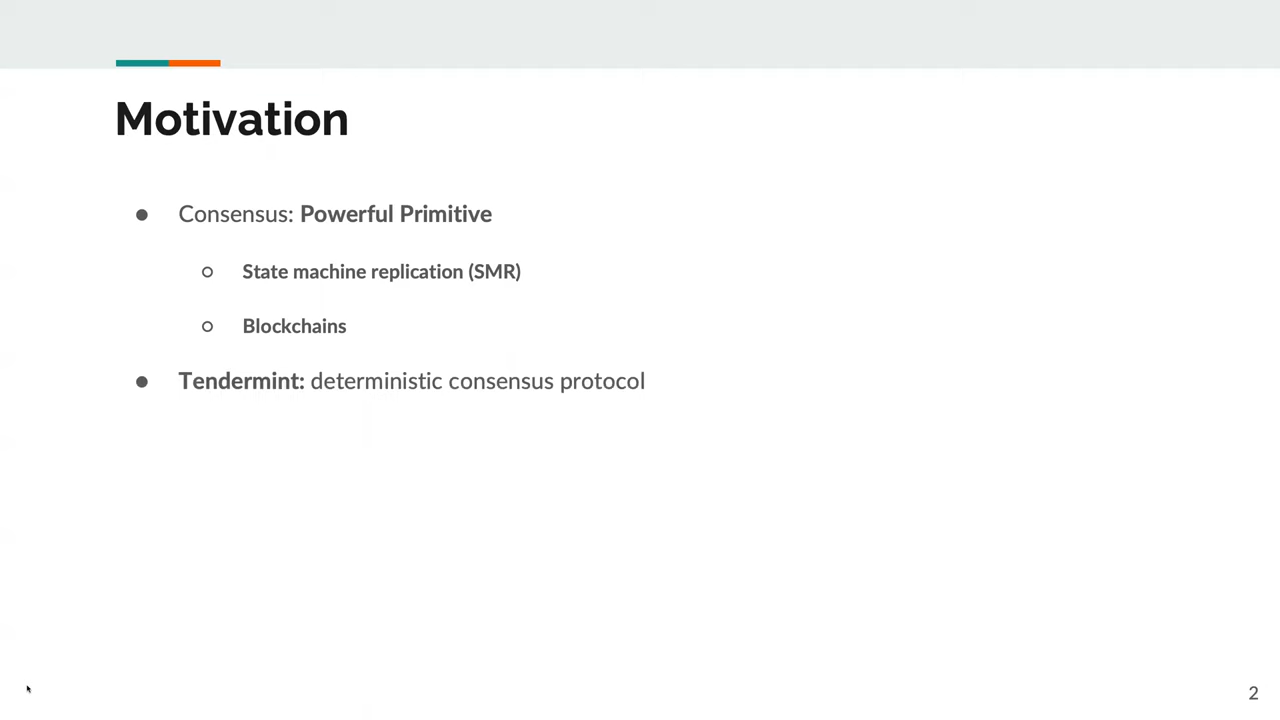 Motivation
● Consensus: Powerful Primitive
○ State machine replication (SMR)
○ Blockchains
● Tendermint: deterministic consensus protocol
2